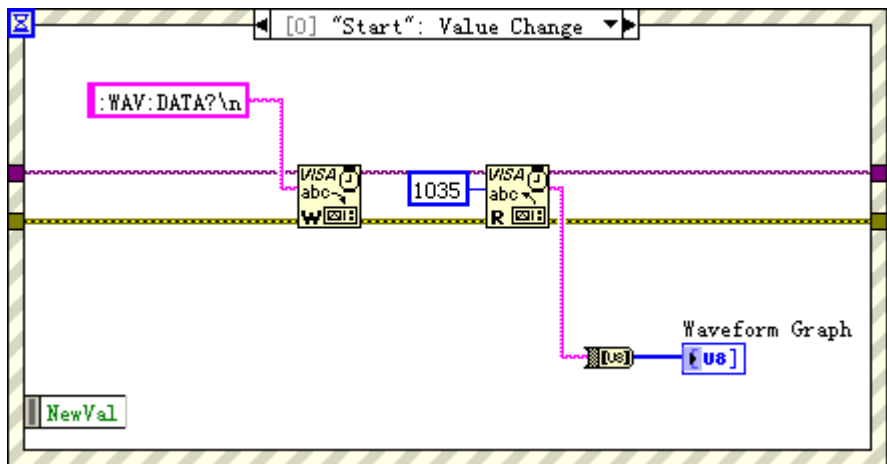 [0] "Start": Value Change
:WAV:DATA?\n
VISA
abc
W
1035
VISA
abc
R
Waveform Graph
[U8]
[U8]
NewVal